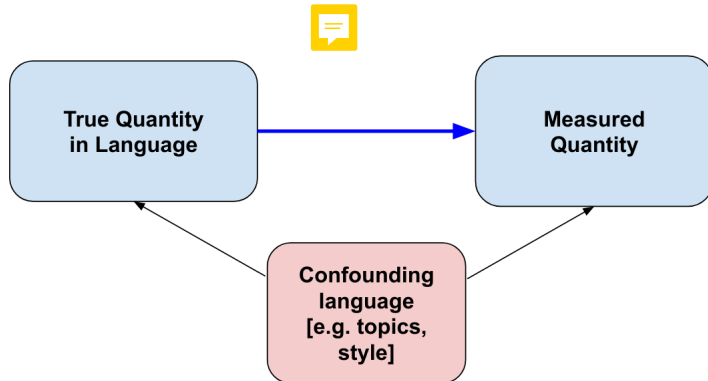 True Quantity
in Language
Measured
Quantity
Confounding
language
[e.g. topics,
style]